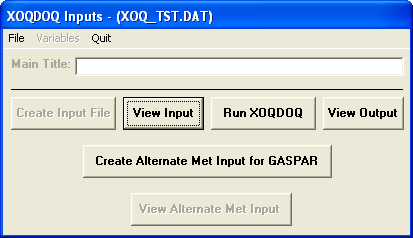 XOQDOQ Inputs - (XOQ_TST.DAT)
File Variables Quit
Main Title:
Create Input File View Input Run XOQDOQ View Output
Create Alternate Met Input for GASPAR
View Alternate Met Input